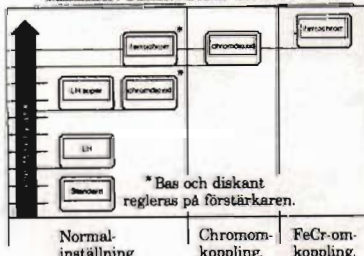 ferrochrom *
chromdioxid
ferrochrom
LH super
chromdioxid *
LH
Standard
* Bas och diskant
regleras på förstärkaren.
Normal-
inställning
Chromom-
koppling.
FeCr-om-
koppling.